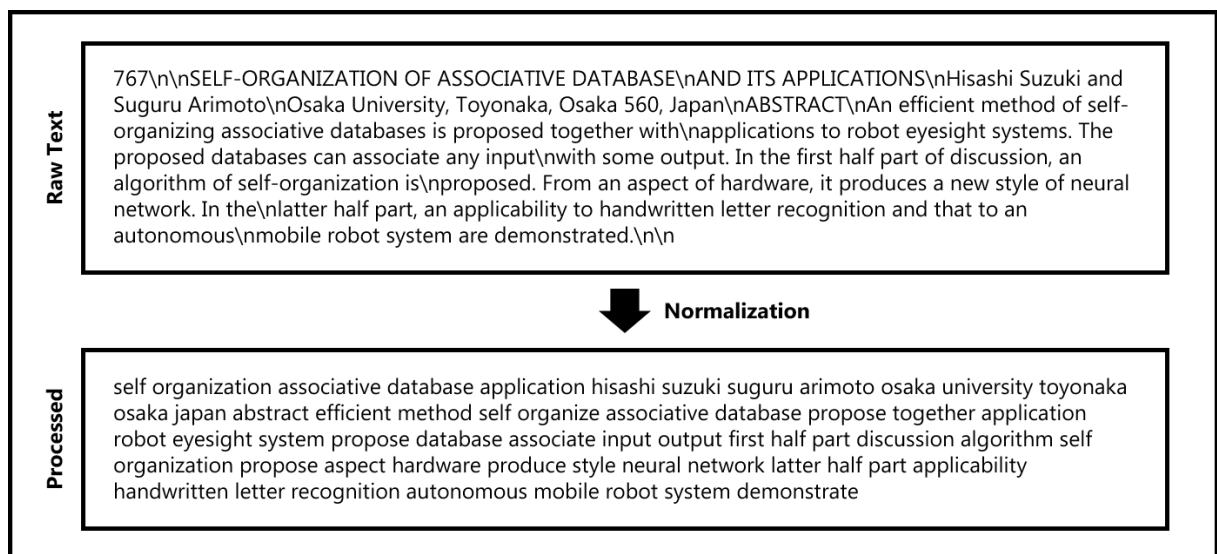 Raw Text
767\n\nSELF-ORGANIZATION OF ASSOCIATIVE DATABASE\nAND ITS APPLICATIONS\nHisashi Suzuki and
Suguru Arimoto\nOsaka University, Toyonaka, Osaka 560, Japan\nABSTRACT\nAn efficient method of self-
organizing associative databases is proposed together with\napplications to robot eyesight systems. The
proposed databases can associate any input\nwith some output. In the first half part of discussion, an
algorithm of self-organization is\nproposed. From an aspect of hardware, it produces a new style of neural
network. In the\nlatter half part, an applicability to handwritten letter recognition and that to an
autonomous\nmobile robot system are demonstrated.\n\n
Normalization
Processed
self organization associative database application hisashi suzuki suguru arimoto osaka university toyonaka
osaka japan abstract efficient method self organize associative database propose together application
robot eyesight system propose database associate input output first half part discussion algorithm self
organization propose aspect hardware produce style neural network latter half part applicability
handwritten letter recognition autonomous mobile robot system demonstrate